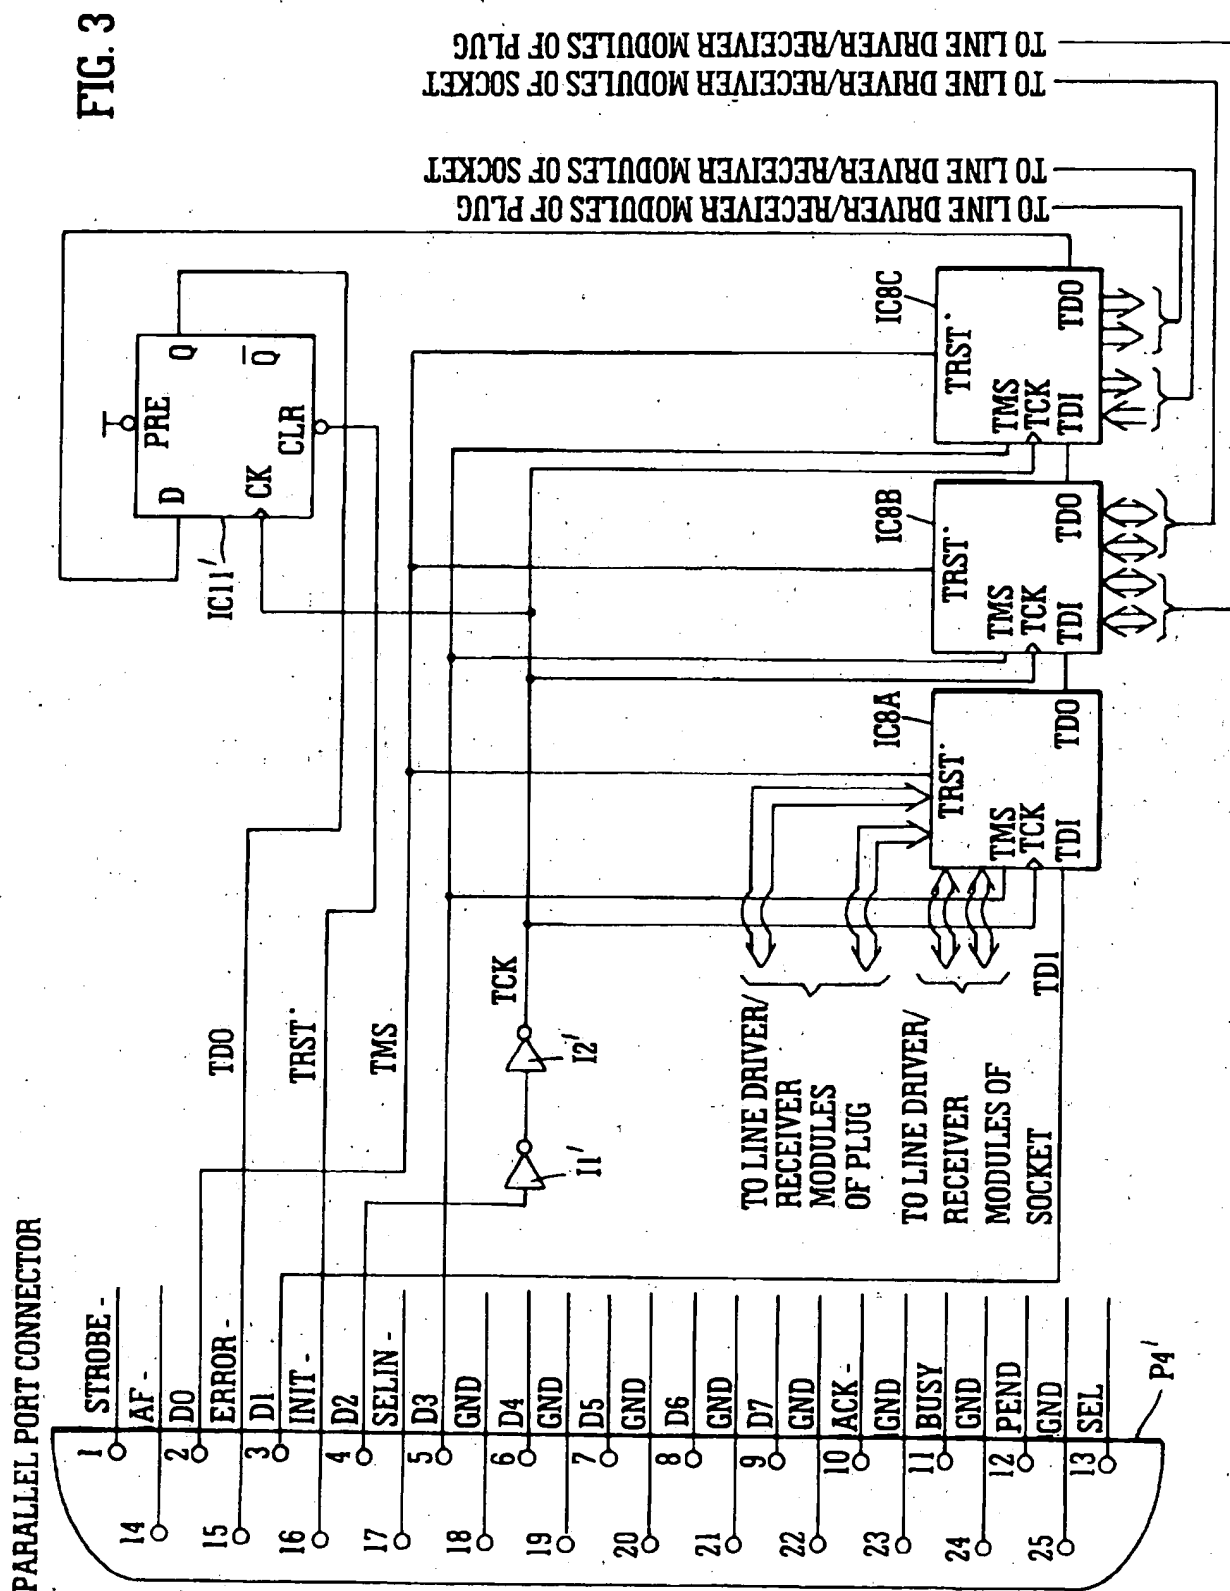 FIG. 3
PARALLEL PORT CONNECTOR
1
STROBE -
14
AF -
2
D0
15
ERROR -
3
D1
16
INIT -
4
D2
17
SELIN -
5
D3
18
GND
6
D4
19
GND
7
D5
20
GND
8
D6
21
GND
9
D7
22
GND
10
ACK -
23
GND
11
BUSY
24
GND
12
PEND
25
GND
13
SEL
P4'
TDO
TRST*
TMS
TCK
I1'
I2'
TDI
IC11'
D
PRE
Q
CK
CLR
Q
TO LINE DRIVER/
RECEIVER
MODULES
OF PLUG
TO LINE DRIVER/
RECEIVER
MODULES OF
SOCKET
IC8A
TRST*
TMS
TCK
TDI
TDO
IC8B
TRST*
TMS
TCK
TDI
TDO
IC8C
TRST*
TMS
TCK
TDI
TDO
TO LINE DRIVER/RECEIVER MODULES OF PLUG
TO LINE DRIVER/RECEIVER MODULES OF SOCKET
TO LINE DRIVER/RECEIVER MODULES OF SOCKET
TO LINE DRIVER/RECEIVER MODULES OF PLUG